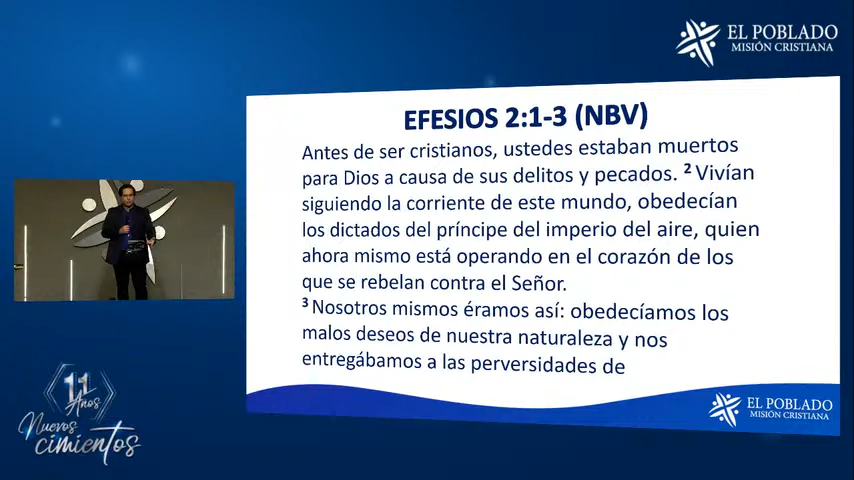 EL POBLADO
MISIÓN CRISTIANA
EFESIOS 2:1-3 (NBV)
Antes de ser cristianos, ustedes estaban muertos
para Dios a causa de sus delitos y pecados. ² Vivían
siguiendo la corriente de este mundo, obedecían
los dictados del príncipe del imperio del aire, quien
ahora mismo está operando en el corazón de los
que se rebelan contra el Señor.
³ Nosotros mismos éramos así: obedecíamos los
malos deseos de nuestra naturaleza y nos
entregábamos a las perversidades de
11
Años
Nuevos
cimientos
EL POBLADO
MISIÓN CRISTIANA